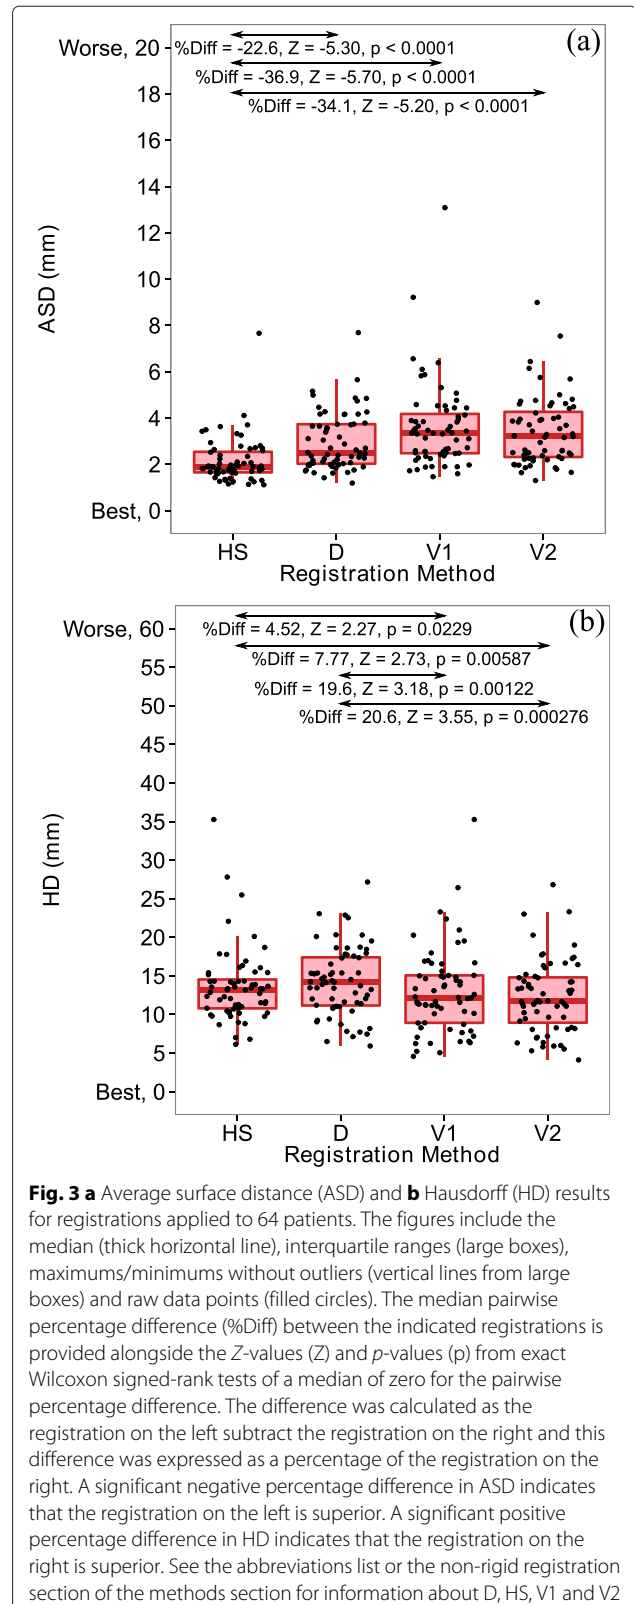 (a)
Worse, 20
%Diff = -22.6, Z = -5.30, p < 0.0001
%Diff = -36.9, Z = -5.70, p < 0.0001
18
%Diff = -34.1, Z = -5.20, p < 0.0001
16
14
12
10
8
6
4
2
Best, 0
ASD (mm)
HS D V1 V2
Registration Method
(b)
Worse, 60
%Diff = 4.52, Z = 2.27, p = 0.0229
%Diff = 7.77, Z = 2.73, p = 0.00587
55
%Diff = 19.6, Z = 3.18, p = 0.00122
50
%Diff = 20.6, Z = 3.55, p = 0.000276
45
40
35
30
25
20
15
10
5
Best, 0
HD (mm)
HS D V1 V2
Registration Method
Fig. 3 a Average surface distance (ASD) and b Hausdorff (HD) results
for registrations applied to 64 patients. The figures include the
median (thick horizontal line), interquartile ranges (large boxes),
maximums/minimums without outliers (vertical lines from large
boxes) and raw data points (filled circles). The median pairwise
percentage difference (%Diff) between the indicated registrations is
provided alongside the Z-values (Z) and p-values (p) from exact
Wilcoxon signed-rank tests of a median of zero for the pairwise
percentage difference. The difference was calculated as the
registration on the left subtract the registration on the right and this
difference was expressed as a percentage of the registration on the
right. A significant negative percentage difference in ASD indicates
that the registration on the left is superior. A significant positive
percentage difference in HD indicates that the registration on the
right is superior. See the abbreviations list or the non-rigid registration
section of the methods section for information about D, HS, V1 and V2